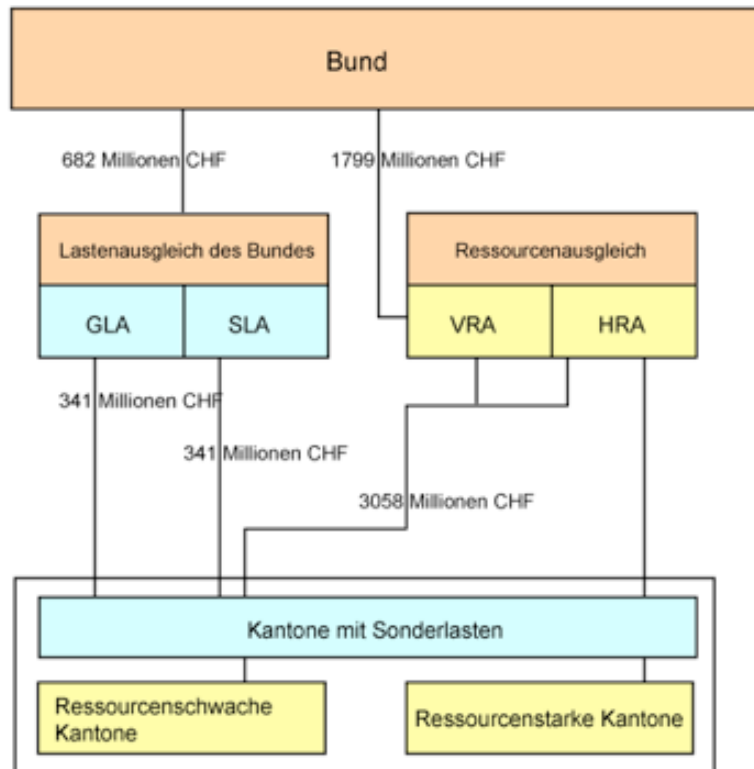 Bund
682 Millionen CHF
1799 Millionen CHF
Lastenausgleich des Bundes
Ressourcenausgleich
GLA
SLA
VRA
HRA
341 Millionen CHF
341 Millionen CHF
3058 Millionen CHF
Kantone mit Sonderlasten
Ressourcenschwache
Kantone
Ressourcenstarke Kantone